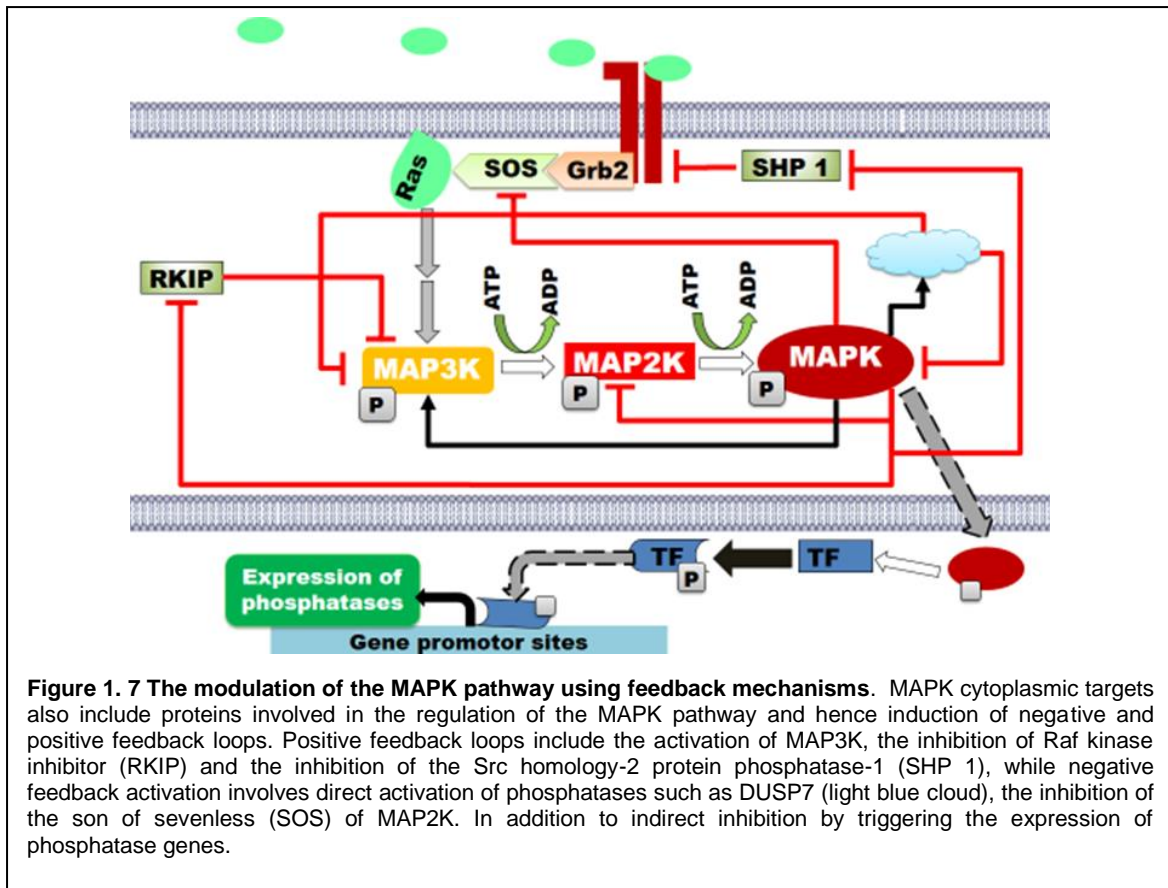 SOS
Grb2
SHP 1
Ras
RKIP
ATP
ADP
ATP
ADP
MAP3K
MAP2K
MAPK
P
P
P
TF
P
TF
Expression of
phosphatases
Gene promotor sites
Figure 1. 7 The modulation of the MAPK pathway using feedback mechanisms. MAPK cytoplasmic targets
also include proteins involved in the regulation of the MAPK pathway and hence induction of negative and
positive feedback loops. Positive feedback loops include the activation of MAP3K, the inhibition of Raf kinase
inhibitor (RKIP) and the inhibition of the Src homology-2 protein phosphatase-1 (SHP 1), while negative
feedback activation involves direct activation of phosphatases such as DUSP7 (light blue cloud), the inhibition of
the son of sevenless (SOS) of MAP2K. In addition to indirect inhibition by triggering the expression of
phosphatase genes.